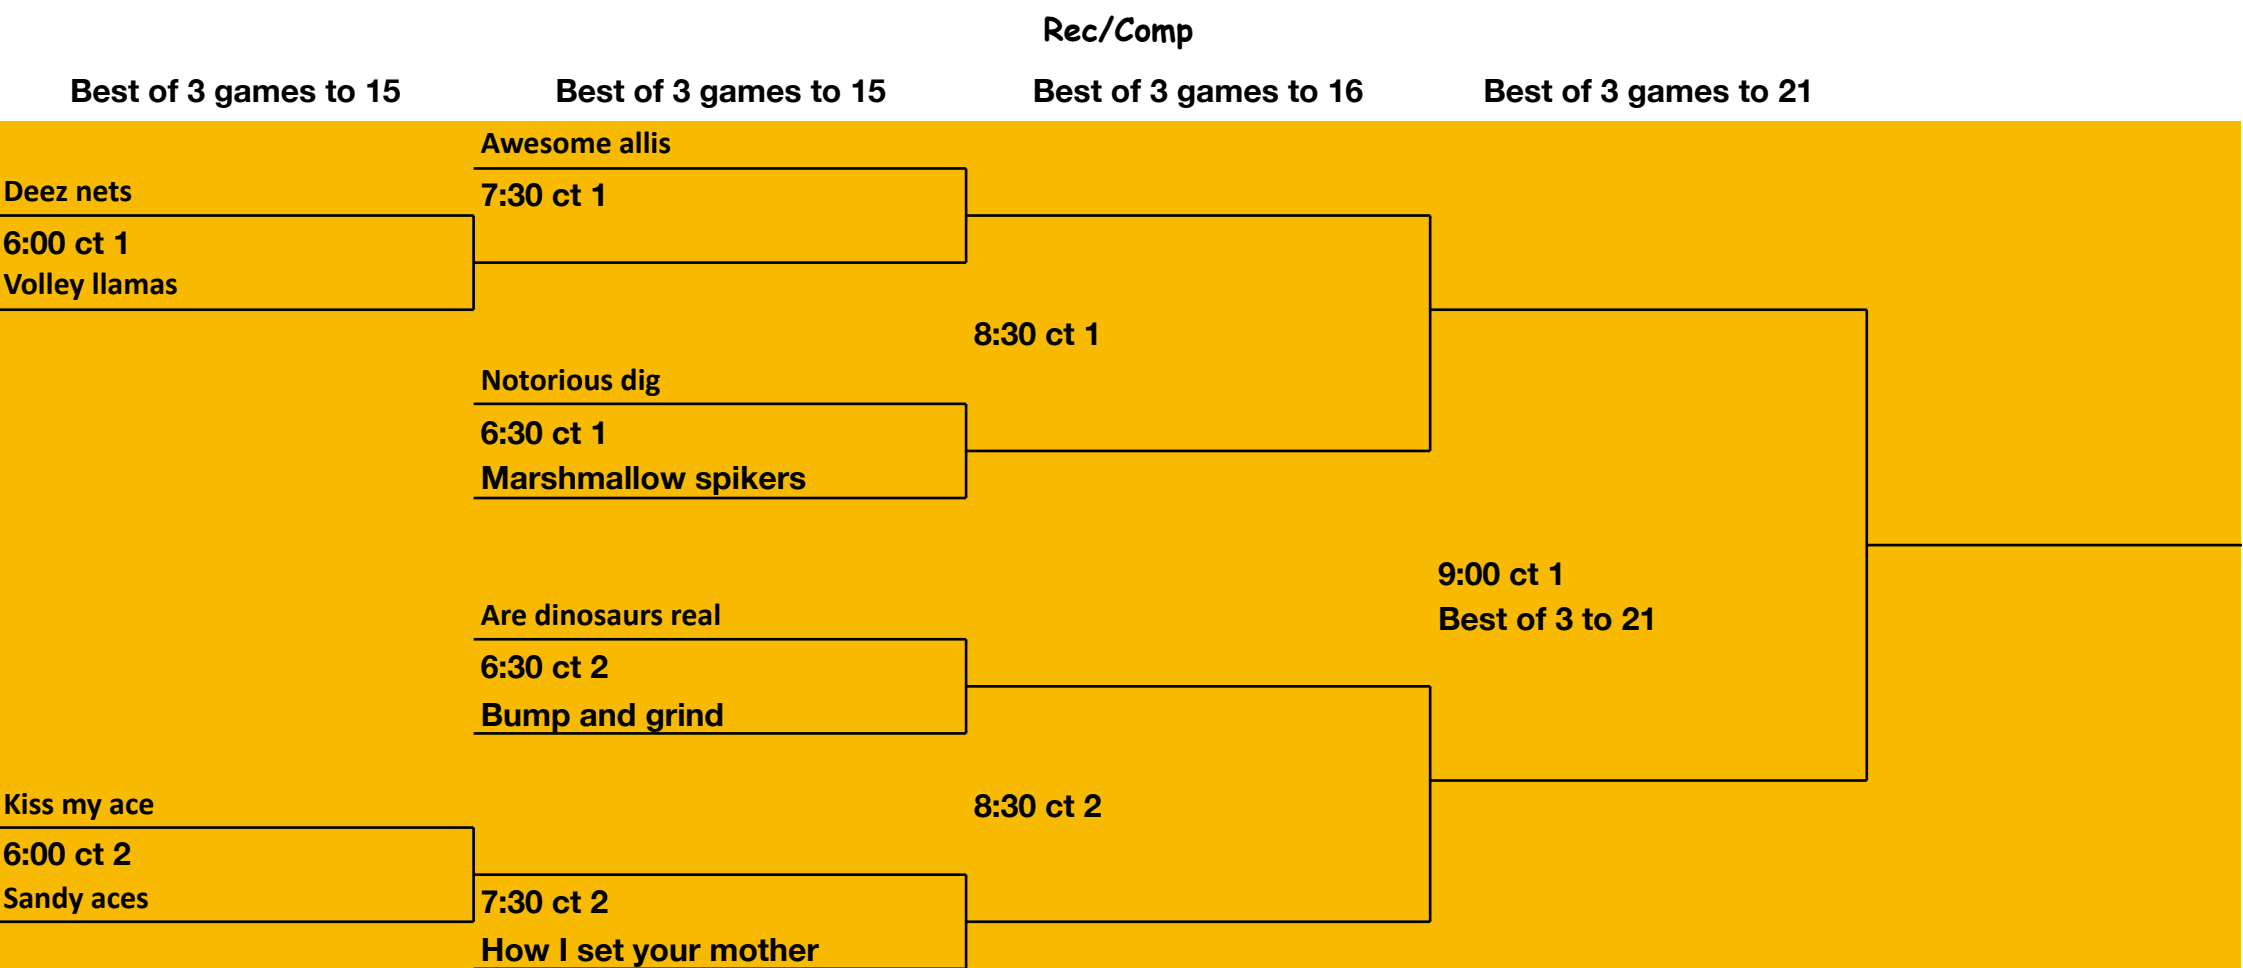 Rec/Comp
Best of 3 games to 15
Best of 3 games to 15
Best of 3 games to 16
Best of 3 games to 21
Awesome allis
Deez nets
7:30 ct 1
6:00 ct 1
Volley llamas
8:30 ct 1
Notorious dig
6:30 ct 1
Marshmallow spikers
9:00 ct 1
Best of 3 to 21
Are dinosaurs real
6:30 ct 2
Bump and grind
Kiss my ace
8:30 ct 2
6:00 ct 2
Sandy aces
7:30 ct 2
How I set your mother